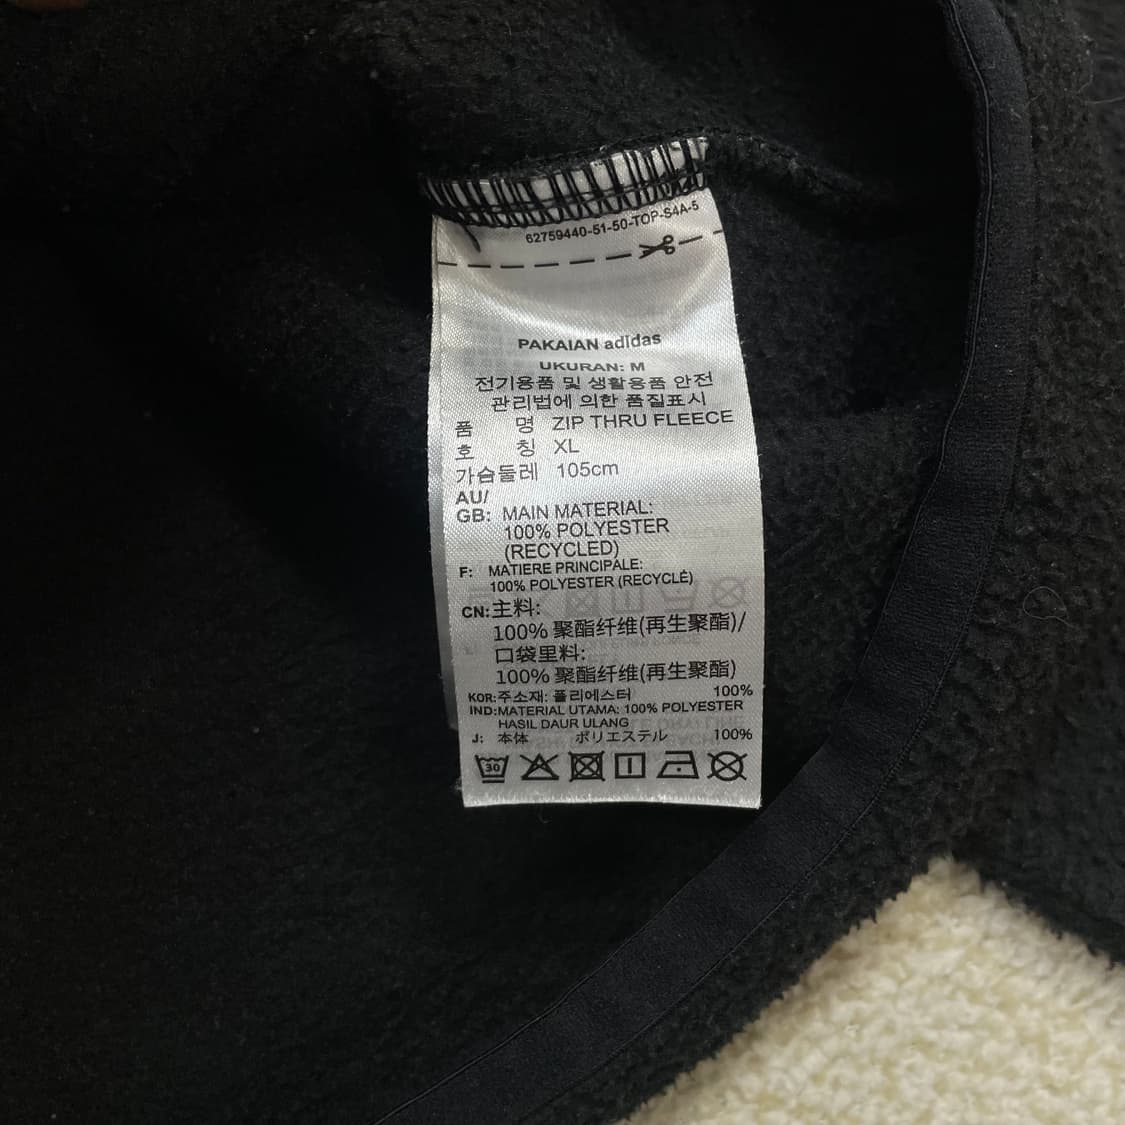 62759440-51-50-TOP-S4A-5
PAKAIAN adidas
UKURAN: M
전기용품 및 생활용품 안전
관리법에 의한 품질표시
품 명 ZIP THRU FLEECE
호 칭 XL
가슴둘레 105cm
AU/
GB: MAIN MATERIAL:
100% POLYESTER
(RECYCLED)
F: MATIERE PRINCIPALE:
100% POLYESTER (RECYCLÉ)
CN:主料:
100% 聚酯纤维(再生聚酯)/
口袋里料:
100% 聚酯纤维(再生聚酯)
KOR:주소재: 폴리에스터 100%
IND:MATERIAL UTAMA: 100% POLYESTER
HASIL DAUR ULANG
J: 本体 ポリエステル 100%
30